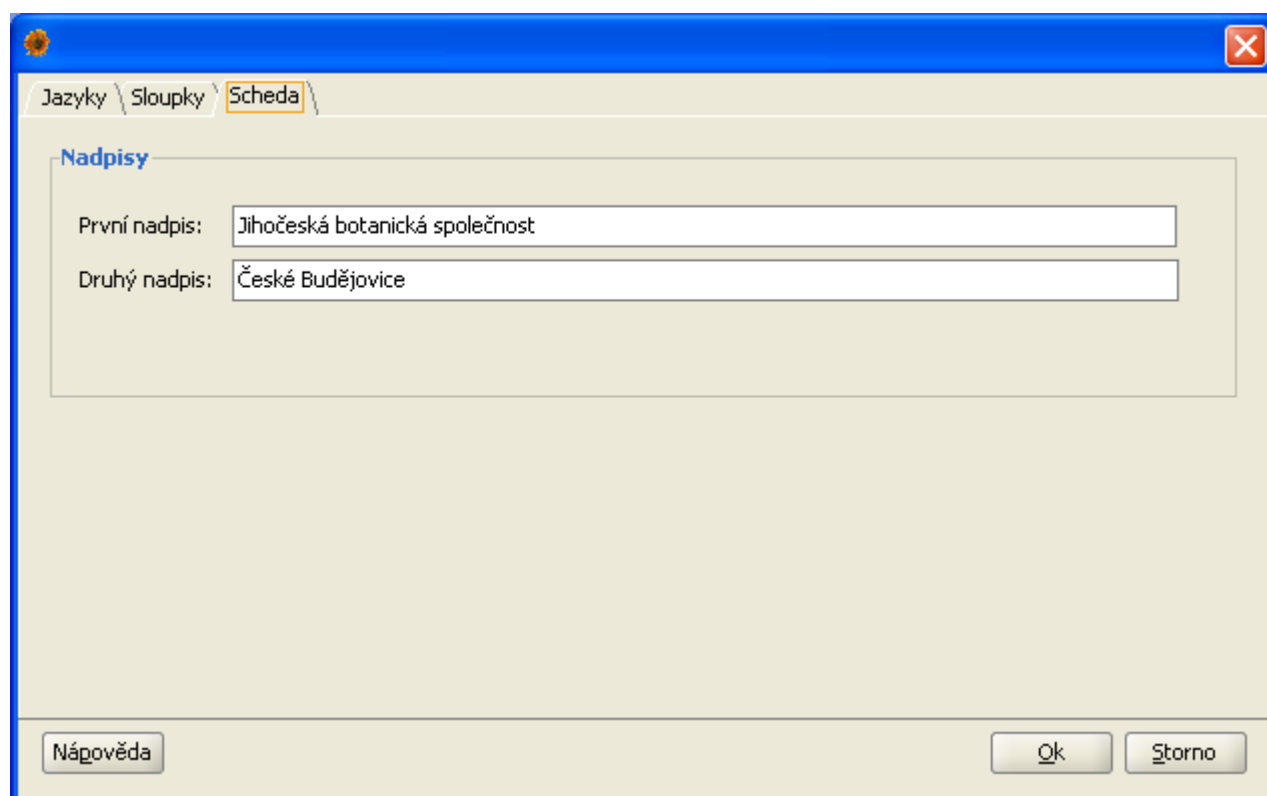 Jazyky Sloupky Scheda
Nadpisy
První nadpis: Jihočeská botanická společnost
Druhý nadpis: České Budějovice
Nápověda Ok Storno